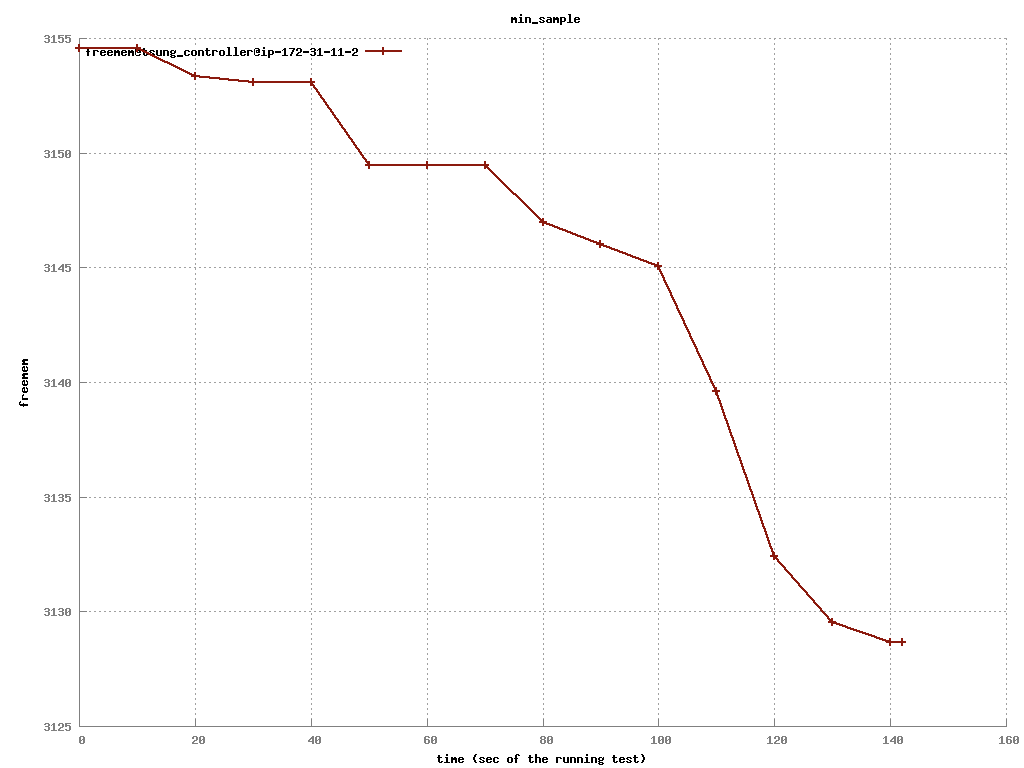 min_sample
3155
freemem@tsung_controller@ip-172-31-11-2
3150
3145
3140
freemem
3135
3130
3125
0 20 40 60 80 100 120 140 160
time (sec of the running test)